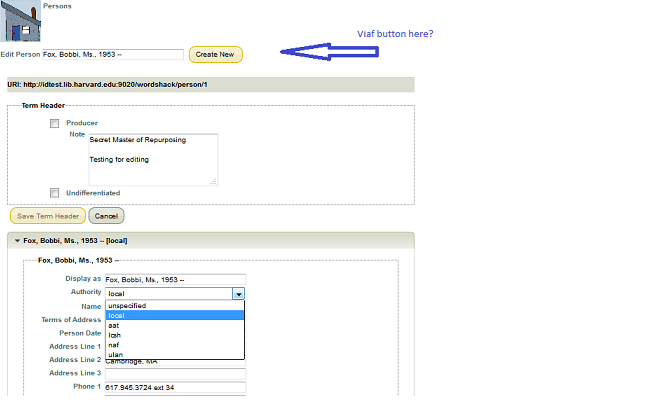 Persons
Viaf button here?
Edit Person Fox, Bobbi, Ms., 1953 -- Create New
URI: http://idtest.lib.harvard.edu:9020/wordshack/person/1
Term Header
Producer
Note Secret Master of Repurposing
Testing for editing
Undifferentiated
Save Term Header Cancel
Fox, Bobbi, Ms., 1953 -- [local]
Fox, Bobbi, Ms., 1953 --
Display as Fox, Bobbi, Ms., 1953 --
Authority local
Name unspecified
local
Terms of Address
aat
Person Date lcsh
Address Line 1 naf
ulan
Address Line 2 Cambridge, MA
Address Line 3
Phone 1 617.945.3724 ext 34